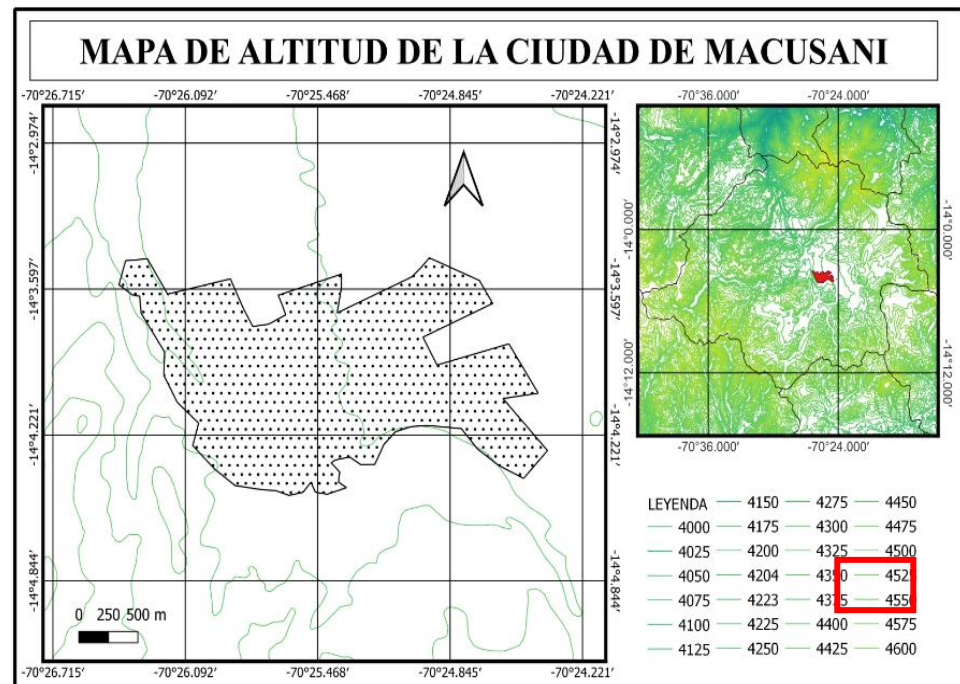 MAPA DE ALTITUD DE LA CIUDAD DE MACUSANI
-70°26.715′ -70°26.092′ -70°25.468′ -70°24.845′ -70°24.221′
-70°36.000′ -70°24.000′
-14°2.974′ -14°2.974′
-14°3.597′ -14°3.597′
-14°4.221′ -14°4.221′
-14°4.844′ -14°4.844′
-14°0.000′ -14°0.000′
-14°12.000′ -14°12.000′
-70°36.000′ -70°24.000′
0 250 500 m
-70°26.715′ -70°26.092′ -70°25.468′ -70°24.845′ -70°24.221′
LEYENDA 4150 4275 4450
4000 4175 4300 4475
4025 4200 4325 4500
4050 4204 4350 4525
4075 4223 4375 4550
4100 4225 4400 4575
4125 4250 4425 4600